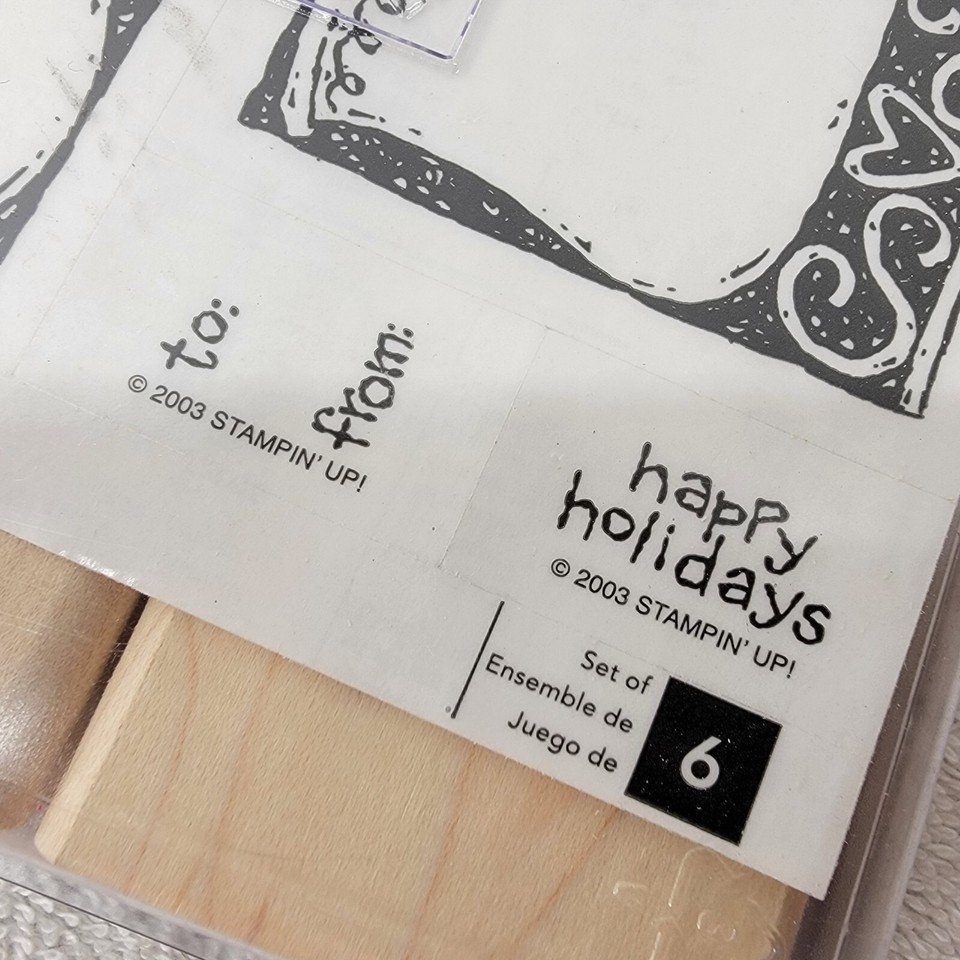 to:
from:
© 2003 STAMPIN' UP!
happy
holidays
© 2003 STAMPIN' UP!
Set of
Ensemble de
Juego de
6